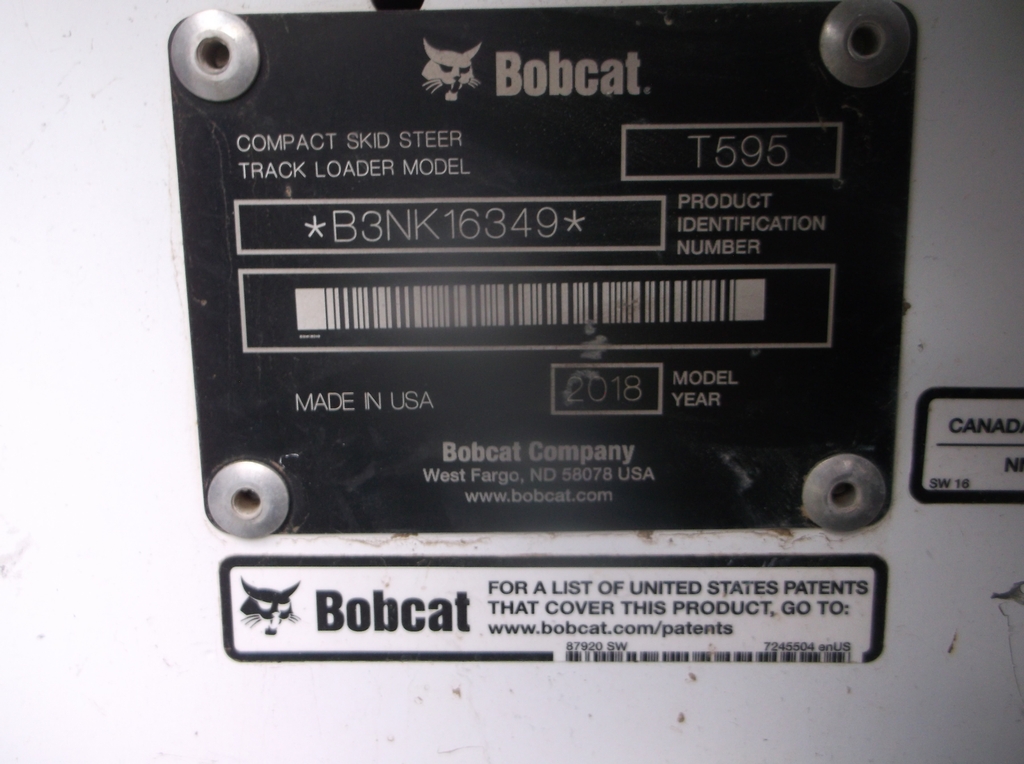 Bobcat.
COMPACT SKID STEER
TRACK LOADER MODEL
T595
*B3NK16349*
PRODUCT
IDENTIFICATION
NUMBER
MADE IN USA
2018
MODEL
YEAR
Bobcat Company
West Fargo, ND 58078 USA
www.bobcat.com
CANADA
SW 16
Bobcat
FOR A LIST OF UNITED STATES PATENTS
THAT COVER THIS PRODUCT, GO TO:
www.bobcat.com/patents
87920 SW
7245504 enUS